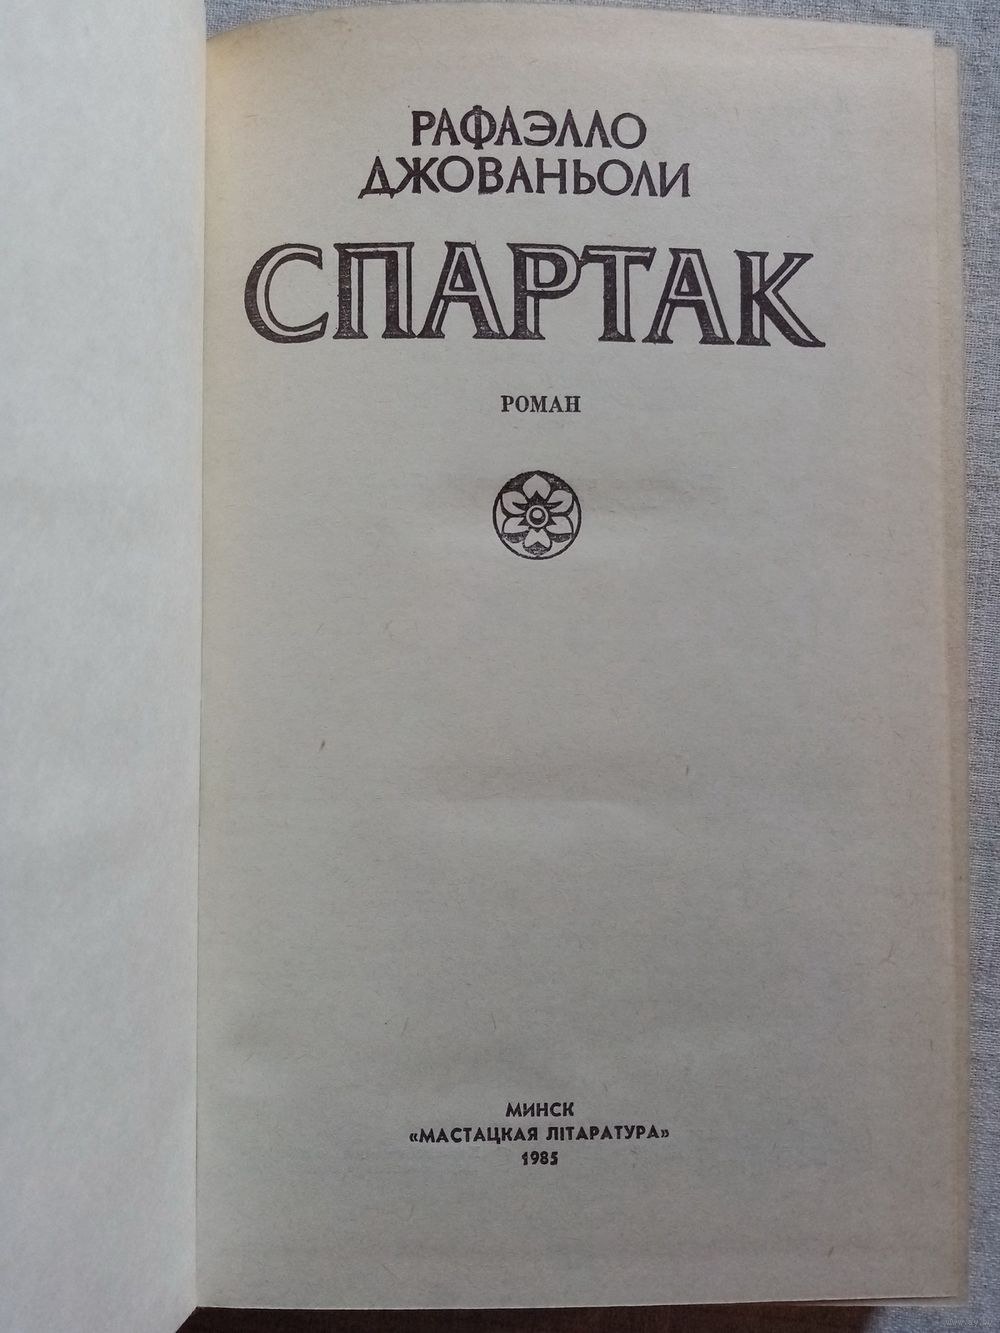 РАФАЭЛЛО
ДЖОВАНЬОЛИ
СПАРТАК
РОМАН
МИНСК
«МАСТАЦКАЯ ЛІТАРАТУРА»
1985